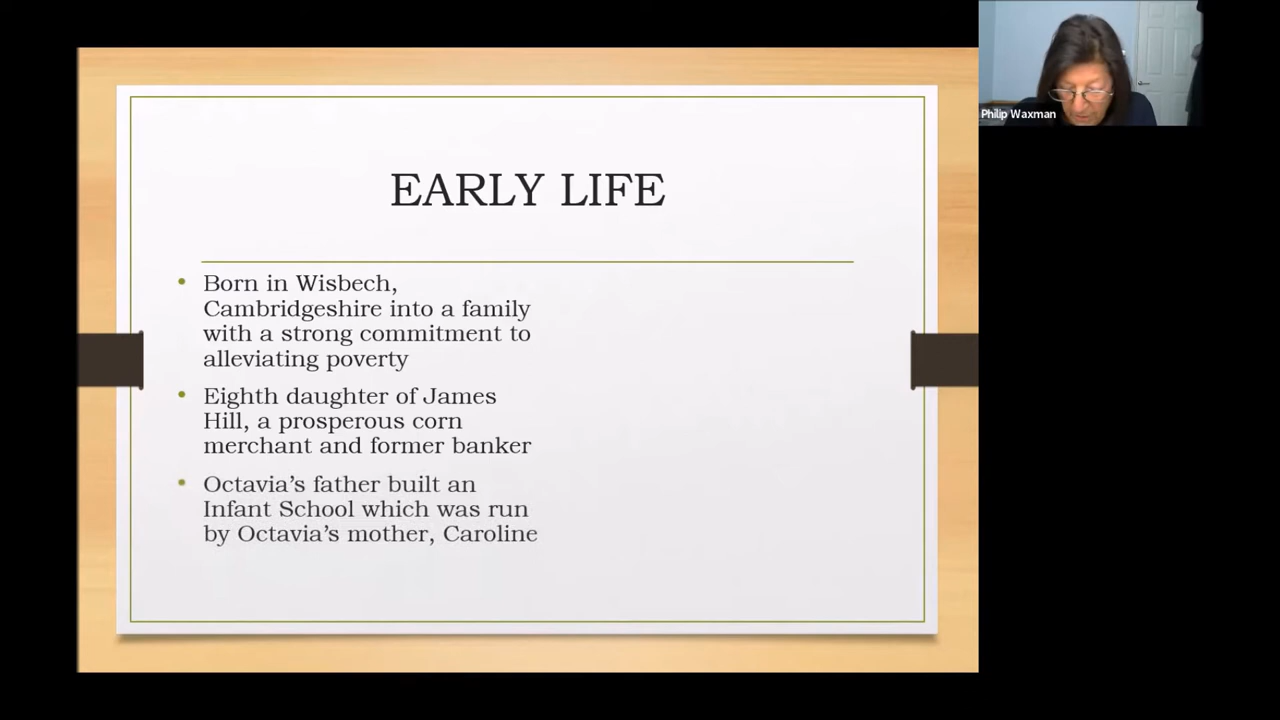 EARLY LIFE
• Born in Wisbech,
Cambridgeshire into a family
with a strong commitment to
alleviating poverty
• Eighth daughter of James
Hill, a prosperous corn
merchant and former banker
• Octavia’s father built an
Infant School which was run
by Octavia’s mother, Caroline
Philip Waxman